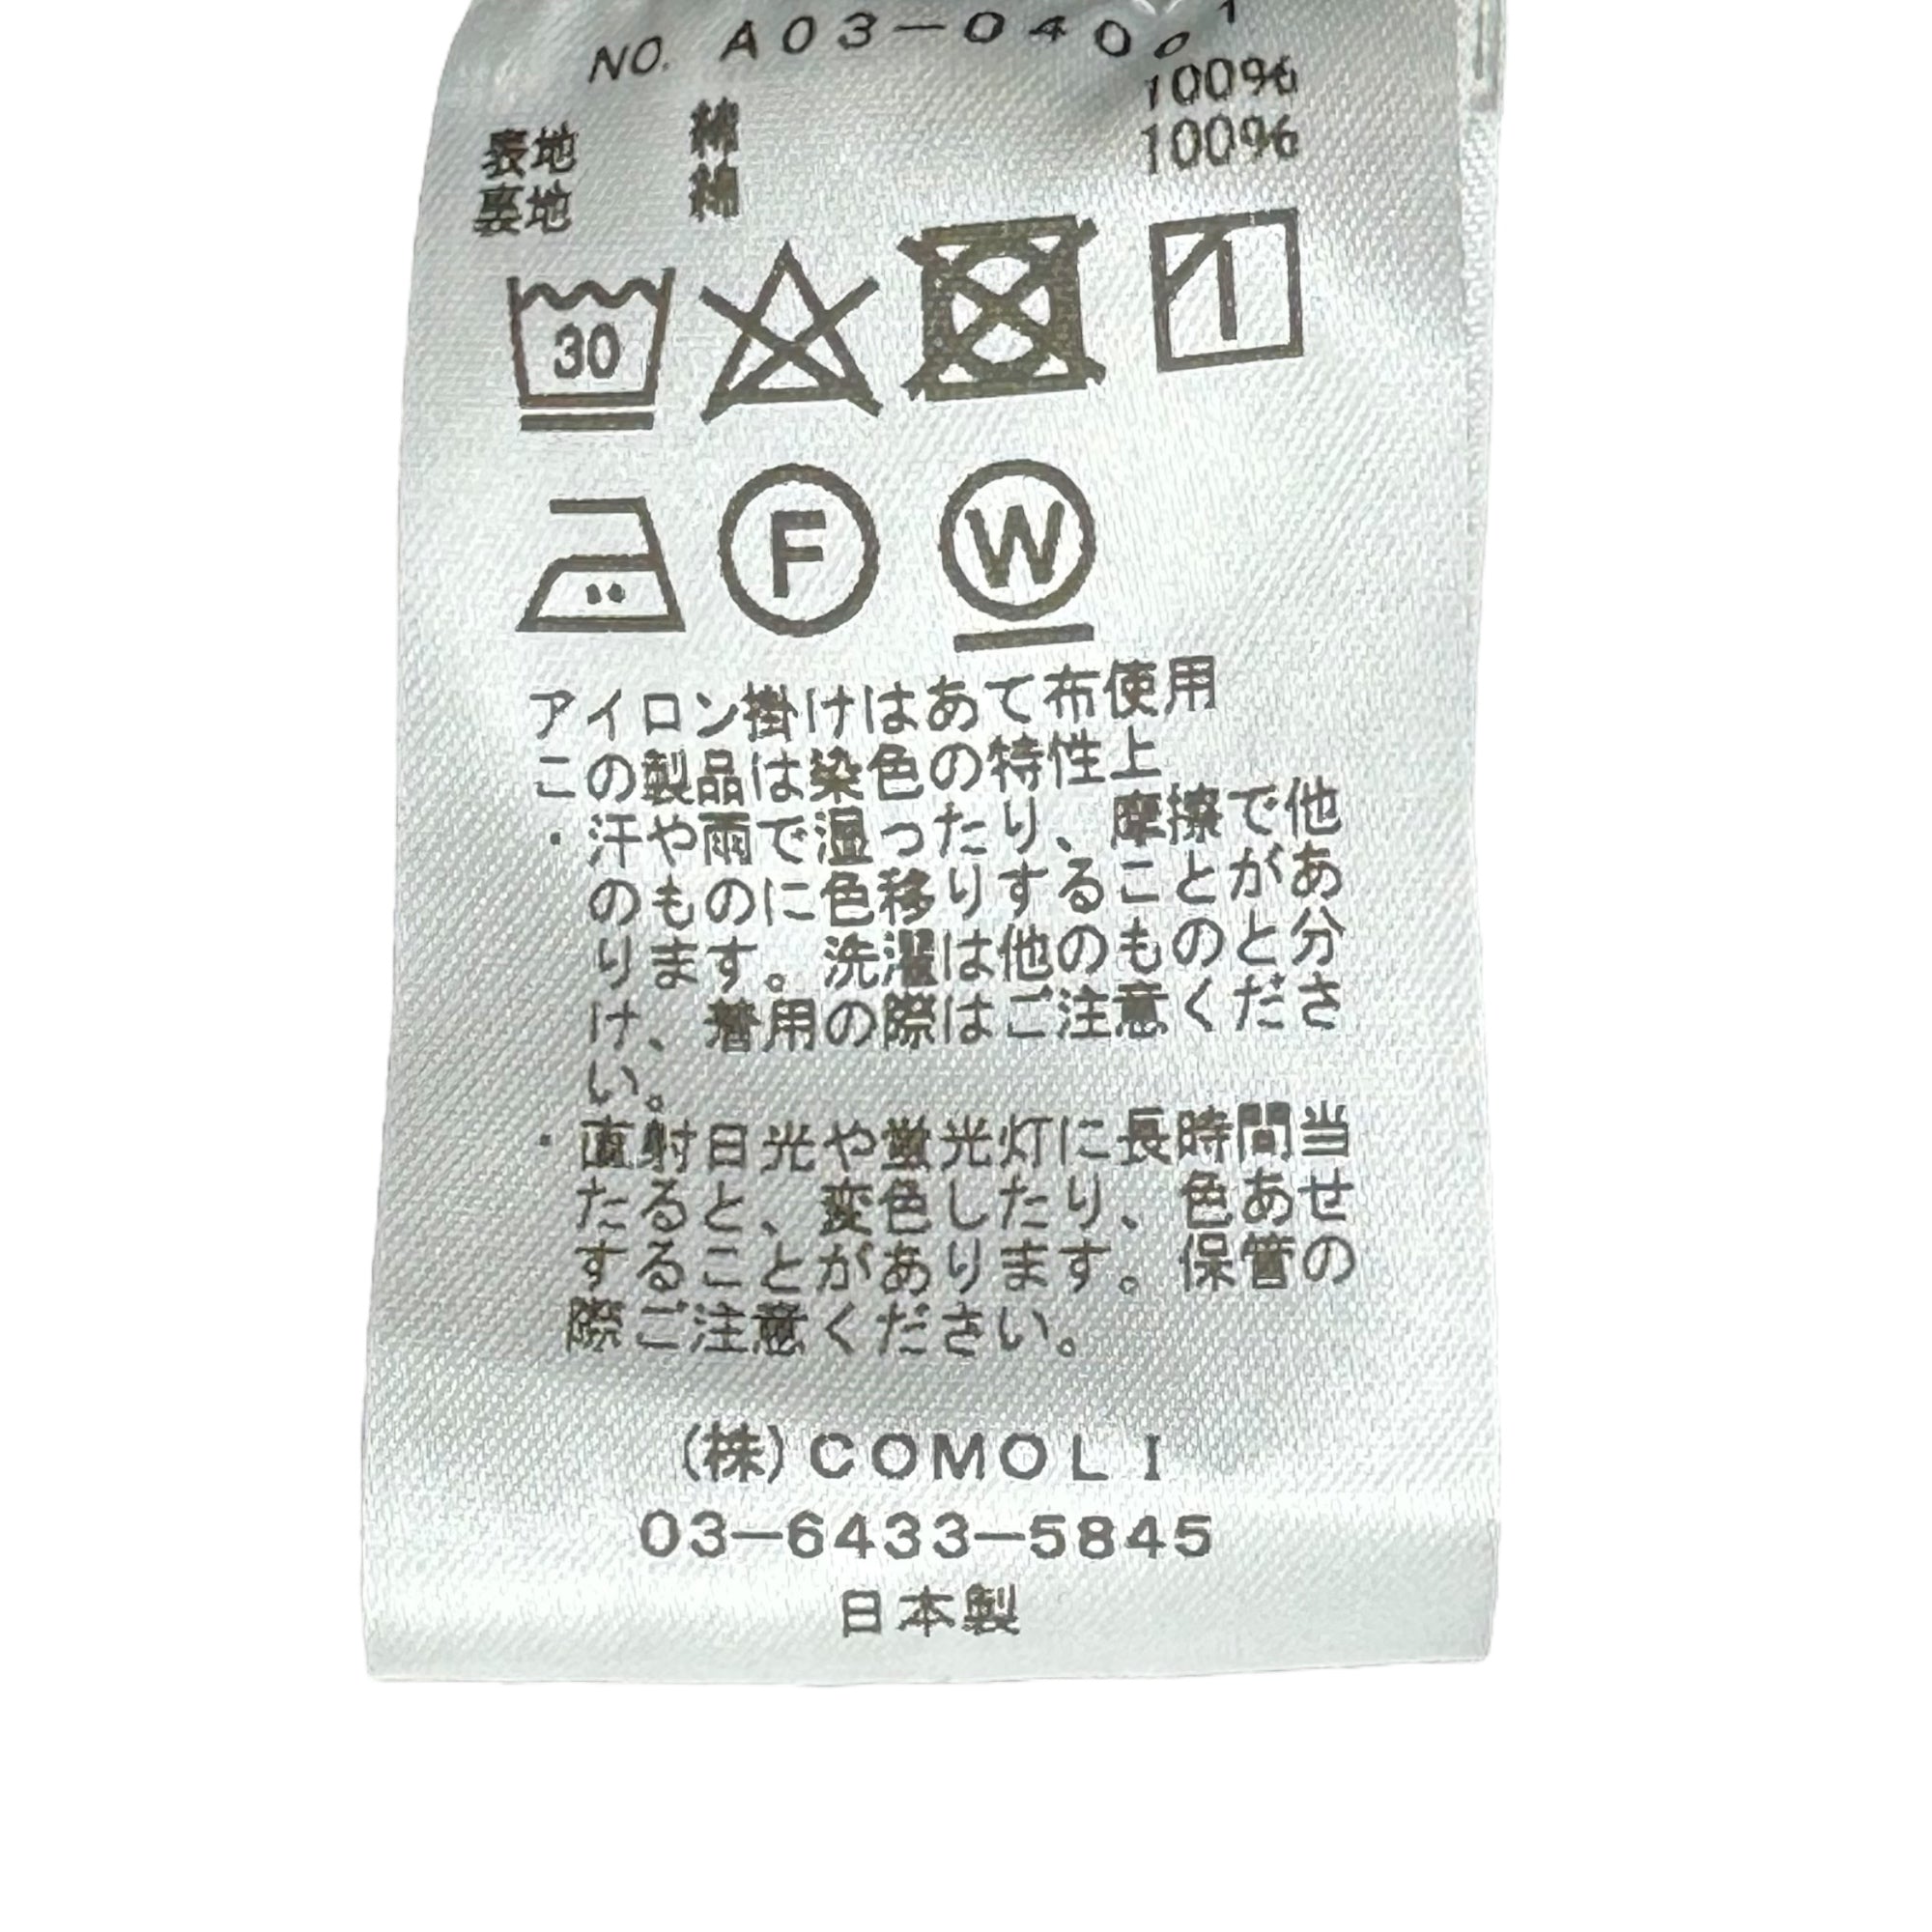 NO. A03-040
表地 綿 100%
裏地 綿 100%
30
F W
アイロン掛けはあて布使用
この製品は染色の特性上
・汗や雨で湿ったり、摩擦で他
のものに色移りすることがあ
ります。洗濯は他のものと分
け、着用の際はご注意くださ
い。
・直射日光や蛍光灯に長時間当
たると、変色したり、色あせ
することがあります。保管の
際ご注意ください。
(株)COMOLI
03-6433-5845
日本製